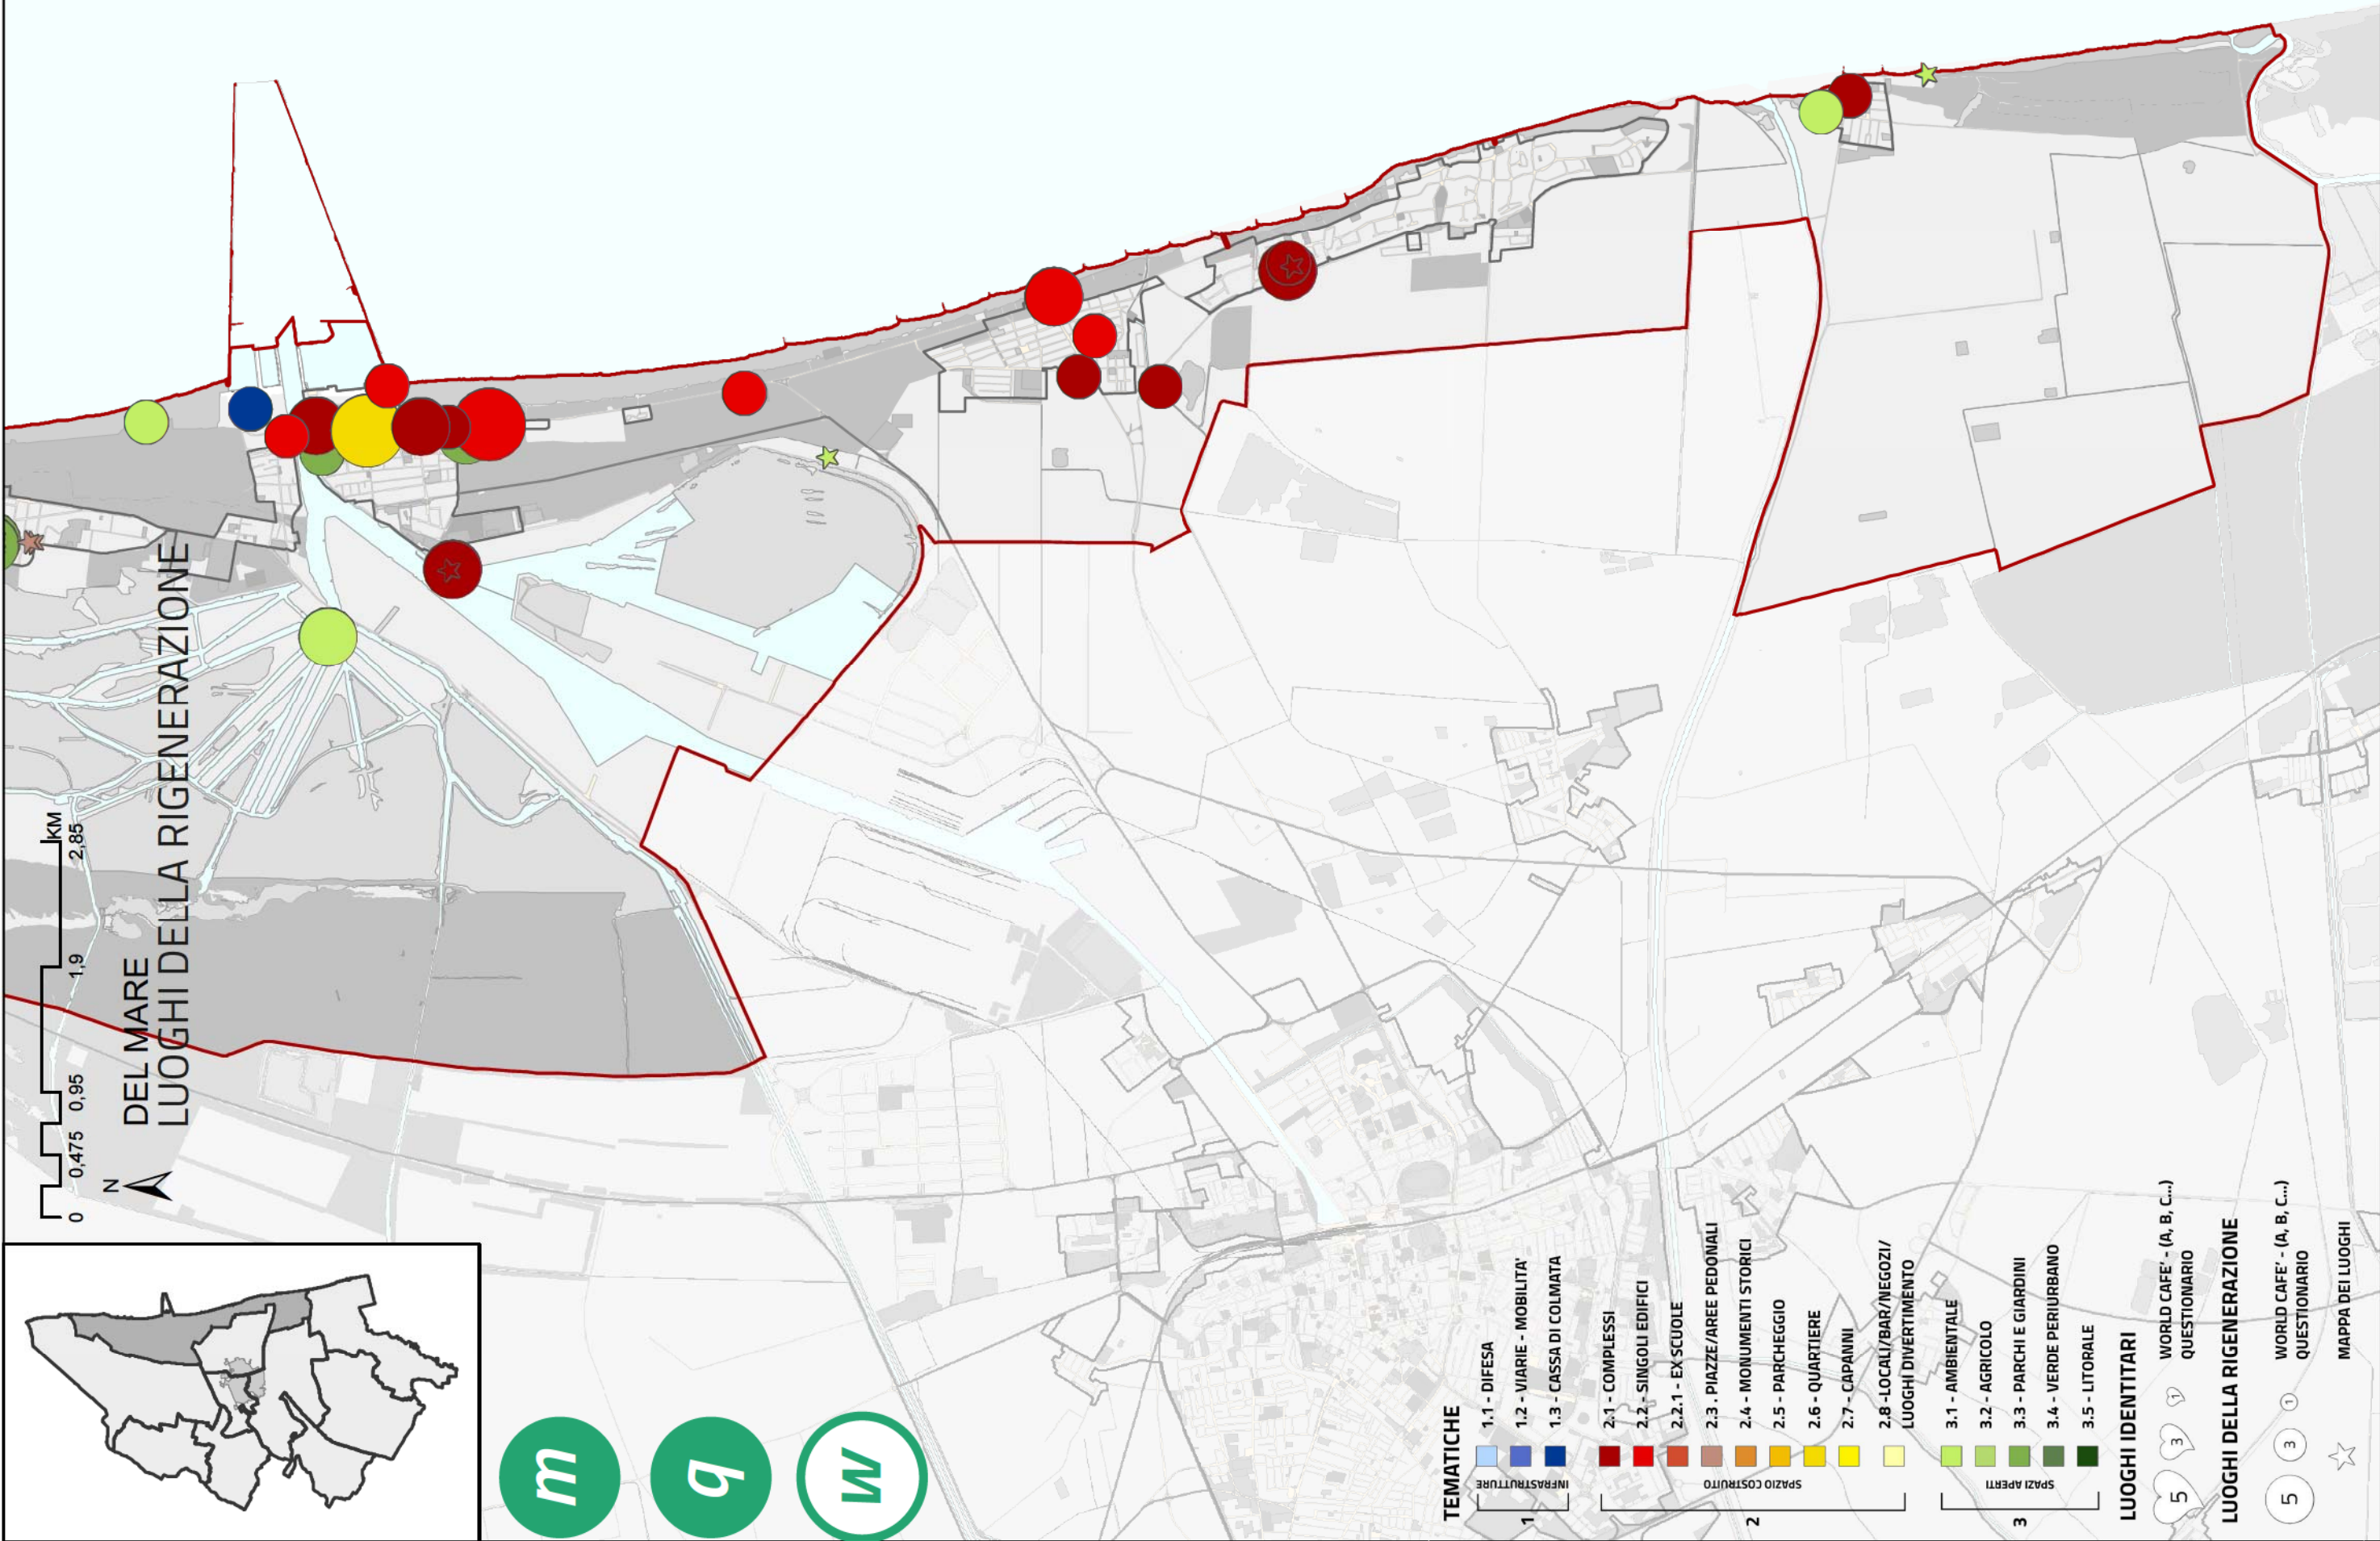 DEL MARE
LUOGHI DELLA RIGENERAZIONE
N
KM
0 0,475 0,95 1,9 2,85
m
q
w
TEMATICHE
1 INFRASTRUTTURE
1.1 - DIFESA
1.2 - VIARIE - MOBILITA'
1.3 - CASSA DI COLMATA
2 SPAZIO COSTRUITO
2.1 - COMPLESSI
2.2 - SINGOLI EDIFICI
2.2.1 - EX SCUOLE
2.3 . PIAZZE/AREE PEDONALI
2.4 - MONUMENTI STORICI
2.5 - PARCHEGGIO
2.6 - QUARTIERE
2.7 - CAPANNI
2.8 -LOCALI/BAR/NEGOZI/
LUOGHI DIVERTIMENTO
3 SPAZI APERTI
3.1 - AMBIENTALE
3.2 - AGRICOLO
3.3 - PARCHI E GIARDINI
3.4 - VERDE PERIURBANO
3.5 - LITORALE
LUOGHI IDENTITARI
5 3 1 WORLD CAFE' - (A, B, C...)
QUESTIONARIO
LUOGHI DELLA RIGENERAZIONE
5 3 1 WORLD CAFE' - (A, B, C...)
QUESTIONARIO
MAPPA DEI LUOGHI